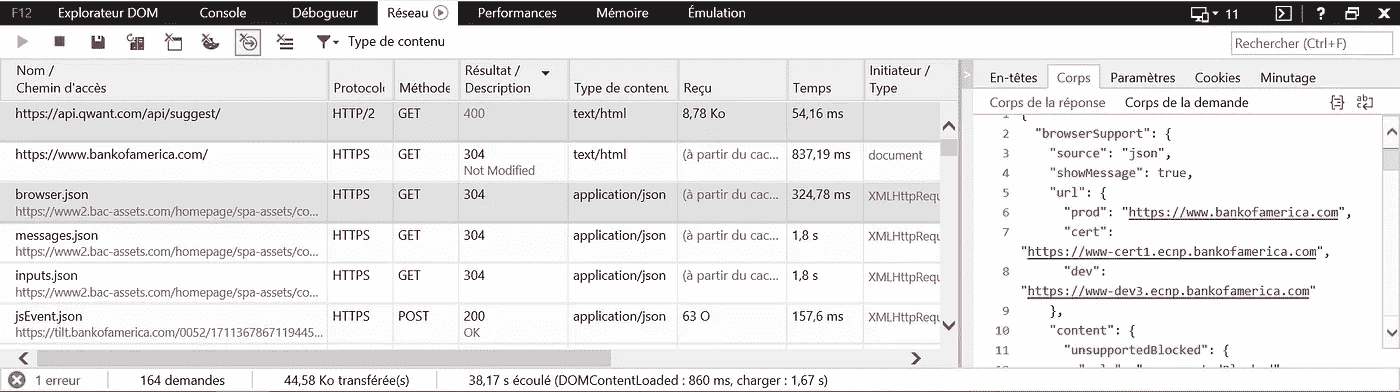 F12 Explorateur DOM Console Débogueur Réseau Performances Mémoire Émulation 11 ?
Type de contenu Rechercher (Ctrl+F)
Nom / Chemin d'accès Protocole Méthode Résultat / Description Type de contenu Reçu Temps Initiateur / Type
https://api.qwant.com/api/suggest/ HTTP/2 GET 400 text/html 8,78 Ko 54,16 ms
https://www.bankofamerica.com/ HTTPS GET 304 text/html (à partir du cac... 837,19 ms document
Not Modified
browser.json HTTPS GET 304 application/json (à partir du cac... 324,78 ms XMLHttpRequ
https://www2.bac-assets.com/homepage/spa-assets/co...
messages.json HTTPS GET 304 application/json (à partir du cac... 1,8 s XMLHttpRequ
https://www2.bac-assets.com/homepage/spa-assets/co...
inputs.json HTTPS GET 304 application/json (à partir du cac... 1,8 s XMLHttpRequ
https://www2.bac-assets.com/homepage/spa-assets/co...
jsEvent.json HTTPS POST 200 application/json 63 O 157,6 ms XMLHttpRequ
https://tilt.bankofamerica.com/0052/1711367867119445... OK
En-têtes Corps Paramètres Cookies Minutage
Corps de la réponse Corps de la demande
1 {
2 "browserSupport": {
3 "source": "json",
4 "showMessage": true,
5 "url": {
6 "prod": "https://www.bankofamerica.com",
7 "cert":
"https://www-cert1.ecnp.bankofamerica.com",
8 "dev":
"https://www-dev3.ecnp.bankofamerica.com"
9 },
10 "content": {
11 "unsupportedBlocked": {
1 erreur 164 demandes 44,58 Ko transférée(s) 38,17 s écoulé (DOMContentLoaded : 860 ms, charger : 1,67 s)